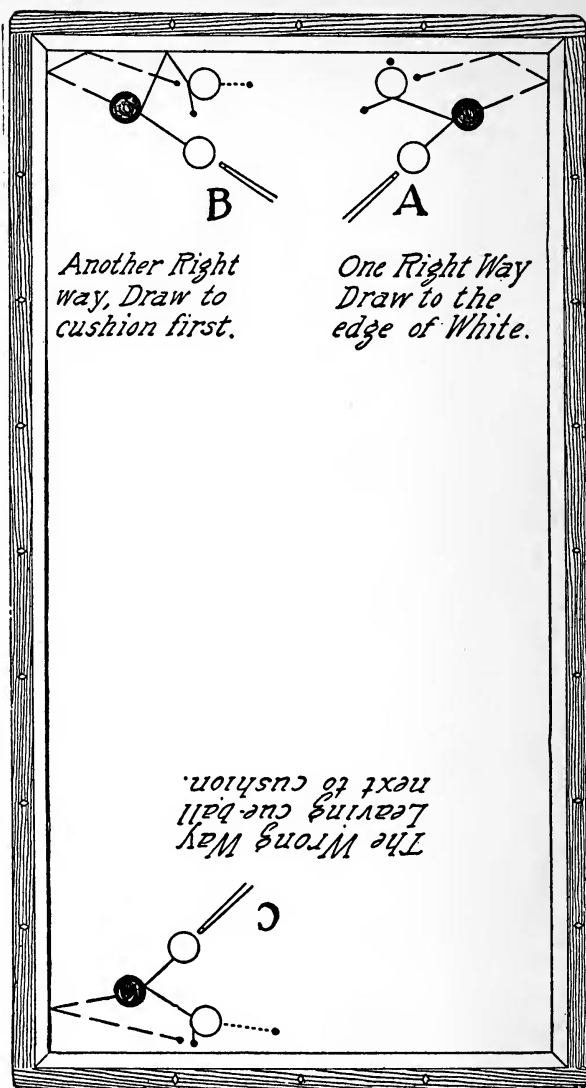 B
A
Another Right
way, Draw to
cushion first.
One Right Way
Draw to the
edge of White.
C
The Wrong Way
Leaving cue-ball
next to cushion.